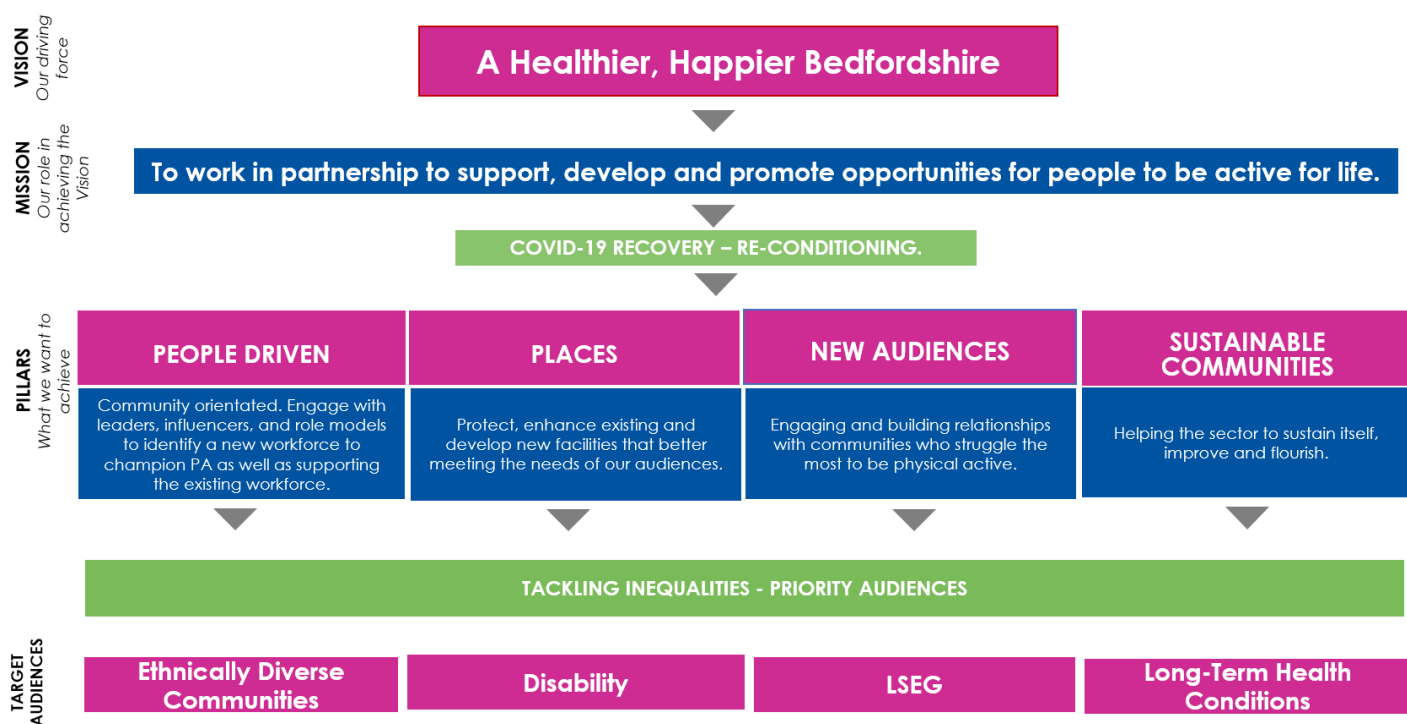 VISION
Our driving
force
A Healthier, Happier Bedfordshire
MISSION
Our role in
achieving the
Vision
To work in partnership to support, develop and promote opportunities for people to be active for life.
COVID-19 RECOVERY – RE-CONDITIONING.
PILLARS
What we want to
achieve
PEOPLE DRIVEN
Community orientated. Engage with
leaders, influencers, and role models
to identify a new workforce to
champion PA as well as supporting
the existing workforce.
PLACES
Protect, enhance existing and
develop new facilities that better
meeting the needs of our audiences.
NEW AUDIENCES
Engaging and building relationships
with communities who struggle the
most to be physical active.
SUSTAINABLE
COMMUNITIES
Helping the sector to sustain itself,
improve and flourish.
TACKLING INEQUALITIES - PRIORITY AUDIENCES
TARGET
AUDIENCES
Ethnically Diverse
Communities
Disability
LSEG
Long-Term Health
Conditions